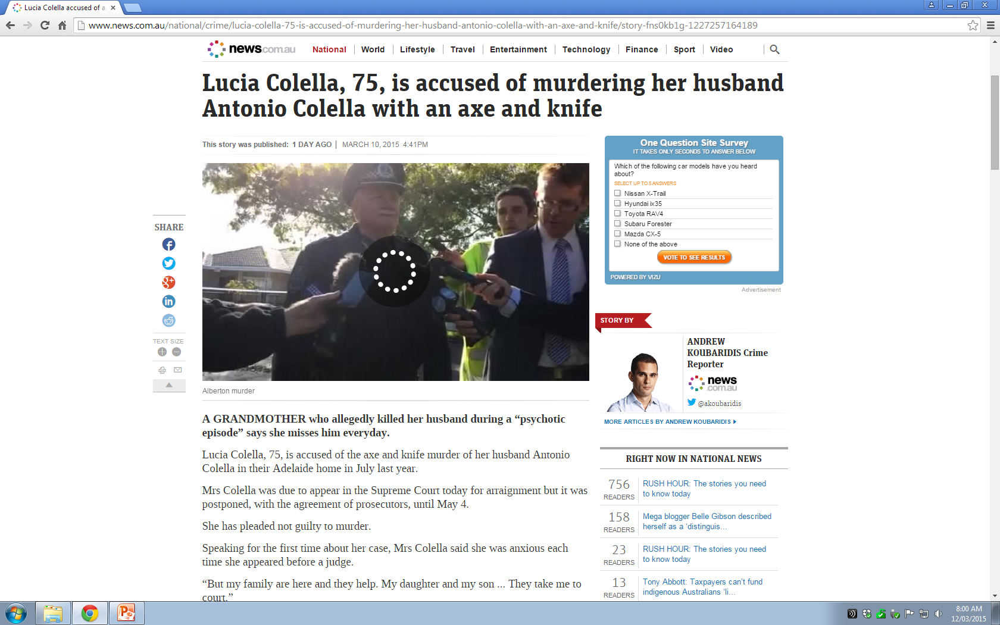 Lucia Colella accused of a
www.news.com.au/national/crime/lucia-colella-75-is-accused-of-murdering-her-husband-antonio-colella-with-an-axe-and-knife/story-fns0kb1g-1227257164189
news.com.au National World Lifestyle Travel Entertainment Technology Finance Sport Video
Lucia Colella, 75, is accused of murdering her husband
Antonio Colella with an axe and knife
This story was published: 1 DAY AGO | MARCH 10, 2015 4:41PM
SHARE
f
g+
in
TEXT SIZE
Alberton murder
A GRANDMOTHER who allegedly killed her husband during a “psychotic
episode” says she misses him everyday.
Lucia Colella, 75, is accused of the axe and knife murder of her husband Antonio
Colella in their Adelaide home in July last year.
Mrs Colella was due to appear in the Supreme Court today for arraignment but it was
postponed, with the agreement of prosecutors, until May 4.
She has pleaded not guilty to murder.
Speaking for the first time about her case, Mrs Colella said she was anxious each
time she appeared before a judge.
“But my family are here and they help. My daughter and my son ... They take me to
court.”
One Question Site Survey
IT TAKES ONLY SECONDS TO ANSWER BELOW
Which of the following car models have you heard
about?
SELECT UP TO 5 ANSWERS
Nissan X-Trail
Hyundai ix35
Toyota RAV4
Subaru Forester
Mazda CX-5
None of the above
VOTE TO SEE RESULTS
POWERED BY VIZU
Advertisement
STORY BY
ANDREW
KOUBARIDIS Crime
Reporter
news
.com.au
@akoubaridis
MORE ARTICLES BY ANDREW KOUBARIDIS
RIGHT NOW IN NATIONAL NEWS
756 READERS
RUSH HOUR: The stories you need
to know today
158 READERS
Mega blogger Belle Gibson described
herself as a ‘distinguis...
23 READERS
RUSH HOUR: The stories you need
to know today
13 READERS
Tony Abbott: Taxpayers can’t fund
indigenous Australians ‘li...
8:00 AM
12/03/2015